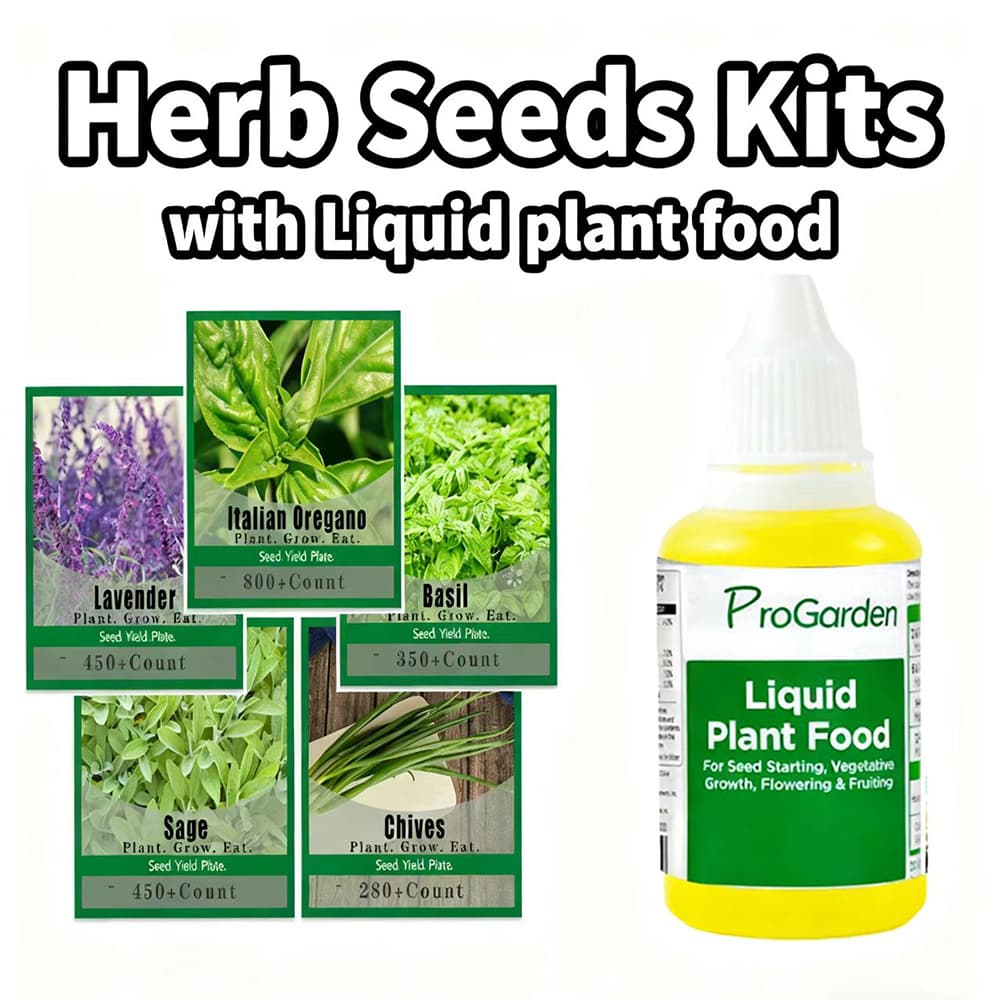 Herb Seeds Kits
with Liquid plant food
Italian Oregano
Plant. Grow. Eat.
Seed Yield Plate.
- 800+Count
Lavender
Plant. Grow. Eat.
Seed Yield Plate.
- 450+Count
Basil
Plant. Grow. Eat.
Seed Yield Plate.
- 350+Count
Sage
Plant. Grow. Eat.
Seed Yield Plate.
- 450+Count
Chives
Plant. Grow. Eat.
Seed Yield Plate.
- 280+Count
ProGarden
Liquid
Plant Food
For Seed Starting, Vegetative
Growth, Flowering & Fruiting